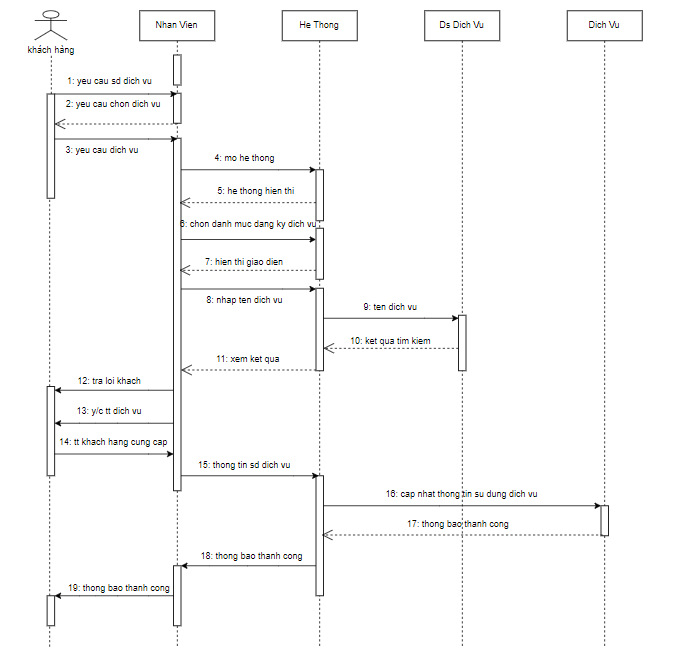 Nhan Vien
He Thong
Ds Dich Vu
Dich Vu
khách hàng
1: yeu cau sd dich vu
2: yeu cau chon dich vu
3: yeu cau dich vu
4: mo he thong
5: he thong hien thi
6: chon danh muc dang ky dich vu
7: hien thi giao dien
8: nhap ten dich vu
9: ten dich vu
10: ket qua tim kiem
11: xem ket qua
12: tra loi khach
13: y/c tt dich vu
14: tt khach hang cung cap
15: thong tin sd dich vu
16: cap nhat thong tin su dung dich vu
17: thong bao thanh cong
18: thong bao thanh cong
19: thong bao thanh cong